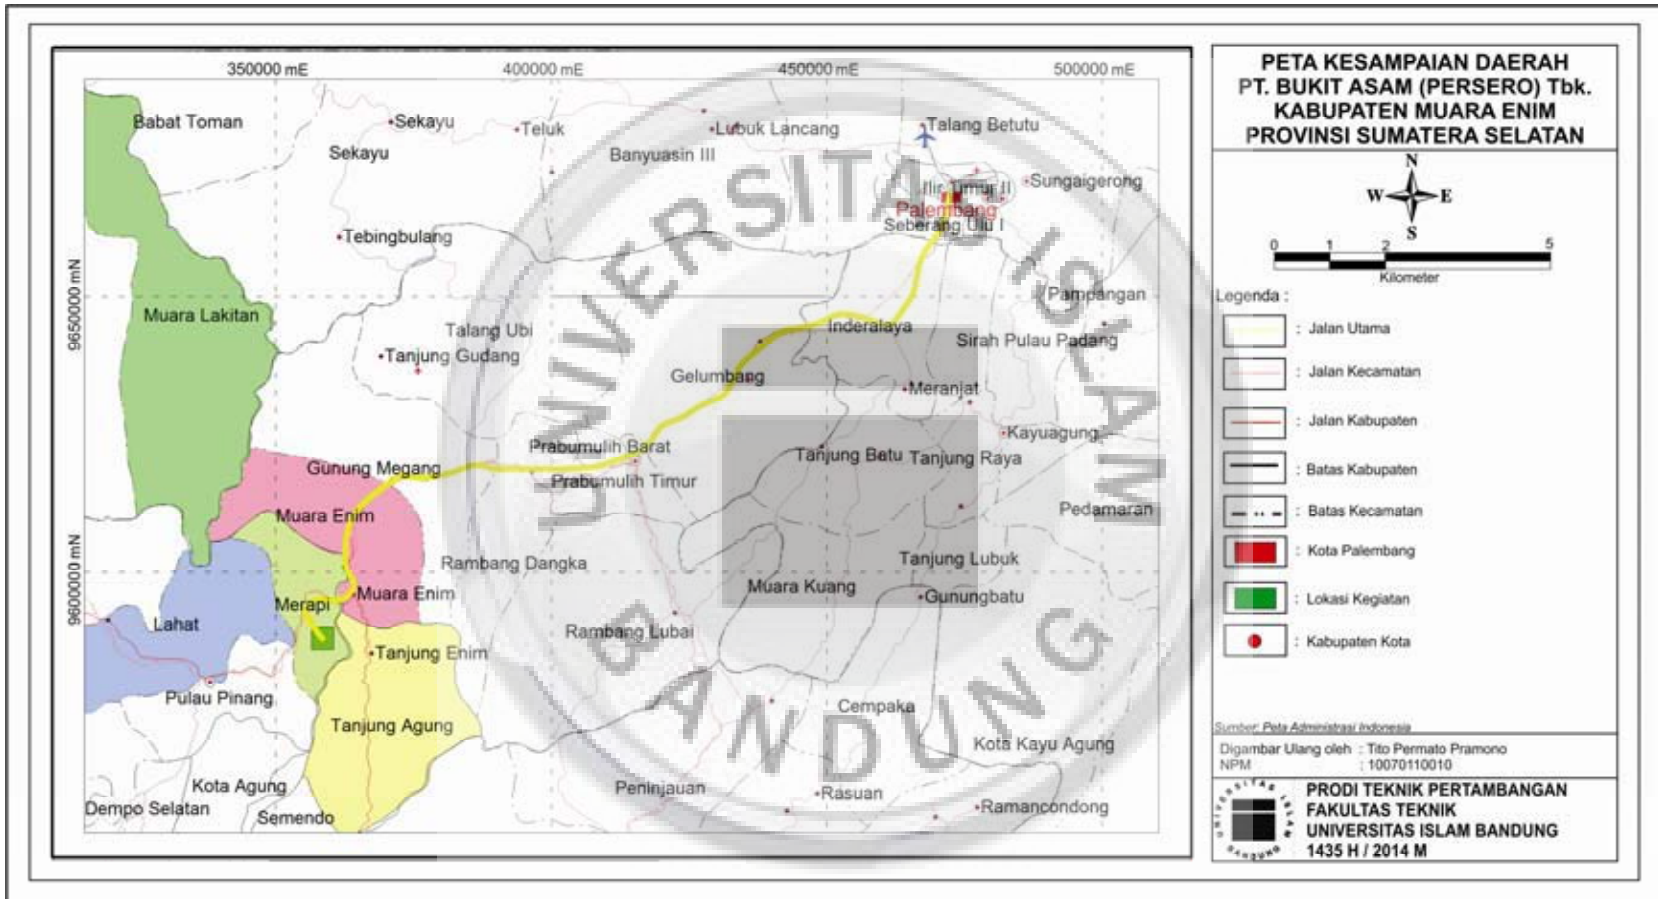 350000 mE
400000 mE
450000 mE
500000 mE
9650000 mN
9600000 mN
Babat Toman
Sekayu
Teluk
Lubuk Lancang
Talang Betutu
Sekayu
Banyuasin III
Ilir Timur II
Sungaigerong
Palembang
Seberang Ulu I
Tebingbulang
Pampangan
Muara Lakitan
Talang Ubi
Inderalaya
Sirah Pulau Padang
Tanjung Gudang
Gelumbang
Meranjat
Kayuagung
Prabumulih Barat
Tanjung Batu
Tanjung Raya
Gunung Megang
Prabumulih Timur
Muara Enim
Pedamaran
Rambang Dangka
Tanjung Lubuk
Muara Kuang
Muara Enim
Gunungbatu
Merapi
Lahat
Rambang Lubai
Tanjung Enim
Pulau Pinang
Cempaka
Tanjung Agung
Kota Kayu Agung
Kota Agung
Peninjauan
Rasuan
Ramancondong
Dempo Selatan
Semendo
UNIVERSITAS ISLAM
BANDUNG
PETA KESAMPAIAN DAERAH
PT. BUKIT ASAM (PERSERO) Tbk.
KABUPATEN MUARA ENIM
PROVINSI SUMATERA SELATAN
N
W E
S
0 1 2 5
Kilometer
Legenda :
: Jalan Utama
: Jalan Kecamatan
: Jalan Kabupaten
: Batas Kabupaten
: Batas Kecamatan
: Kota Palembang
: Lokasi Kegiatan
: Kabupaten Kota
Sumber: Peta Administrasi Indonesia
Digambar Ulang oleh : Tito Permato Pramono
NPM : 10070110010
UNIVERSITAS ISLAM
BANDUNG
PRODI TEKNIK PERTAMBANGAN
FAKULTAS TEKNIK
UNIVERSITAS ISLAM BANDUNG
1435 H / 2014 M